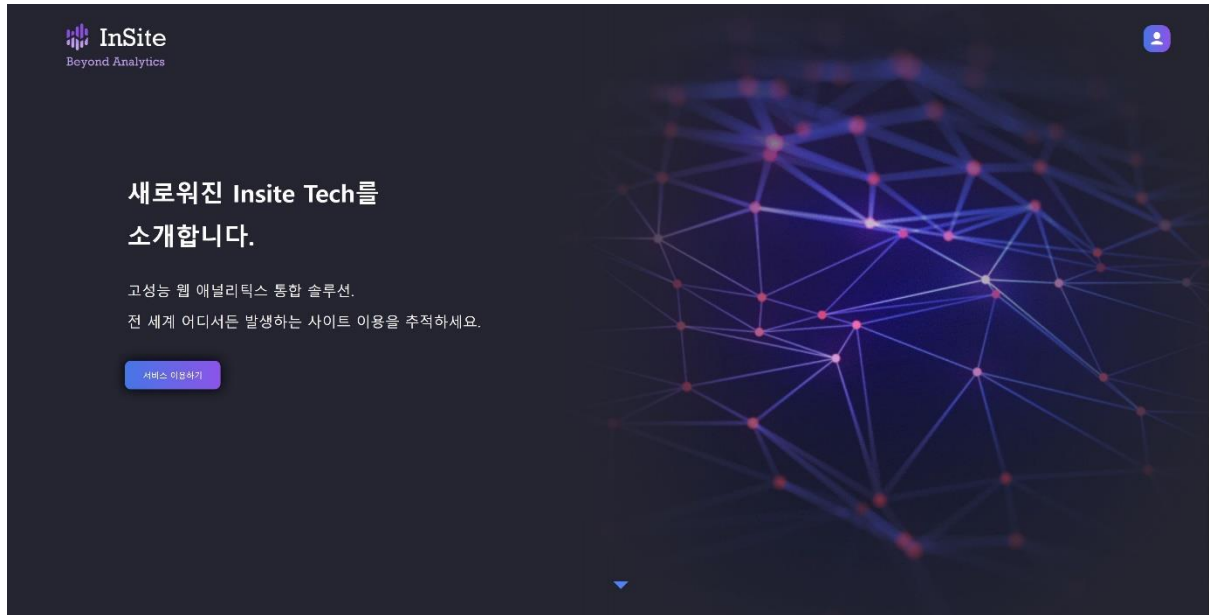 InSite
Beyond Analytics
새로워진 Insite Tech를
소개합니다.
고성능 웹 애널리틱스 통합 솔루션.
전 세계 어디서든 발생하는 사이트 이용을 추적하세요.
서비스 이용하기